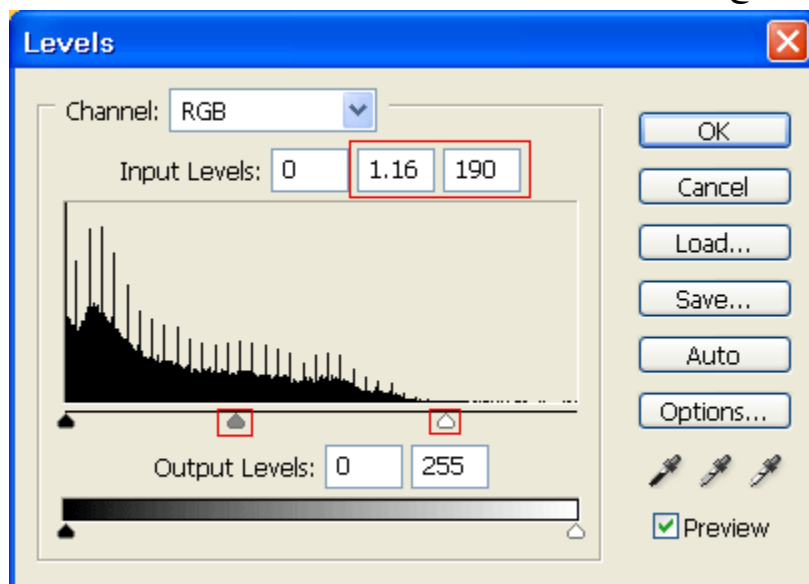 Levels
Channel: RGB
Input Levels: 0 1.16 190
Output Levels: 0 255
OK
Cancel
Load...
Save...
Auto
Options...
Preview